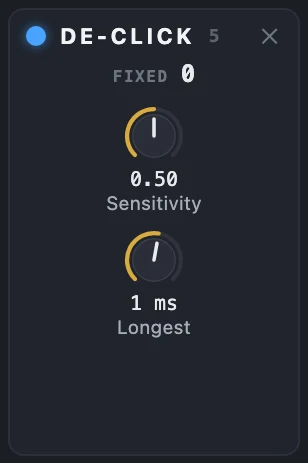 DE-CLICK 5 ×
FIXED 0
0.50
Sensitivity
1 ms
Longest